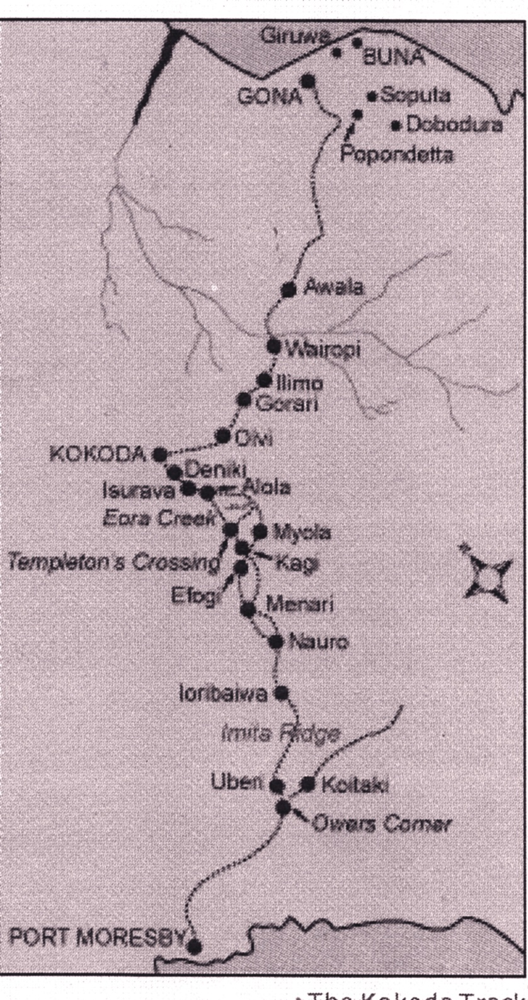 Giruwa
BUNA
GONA
Sopula
Dobodura
Popondetta
Awala
Wairopi
Ilimo
Gorari
Oivi
KOKODA
Deniki
Isurava
Alola
Eora Creek
Myola
Templeton's Crossing
Kagi
Efogi
Menari
Nauro
Ioribaiwa
Imita Ridge
Uberi
Koitaki
Owers Corner
PORT MORESBY
The Kokoda Track